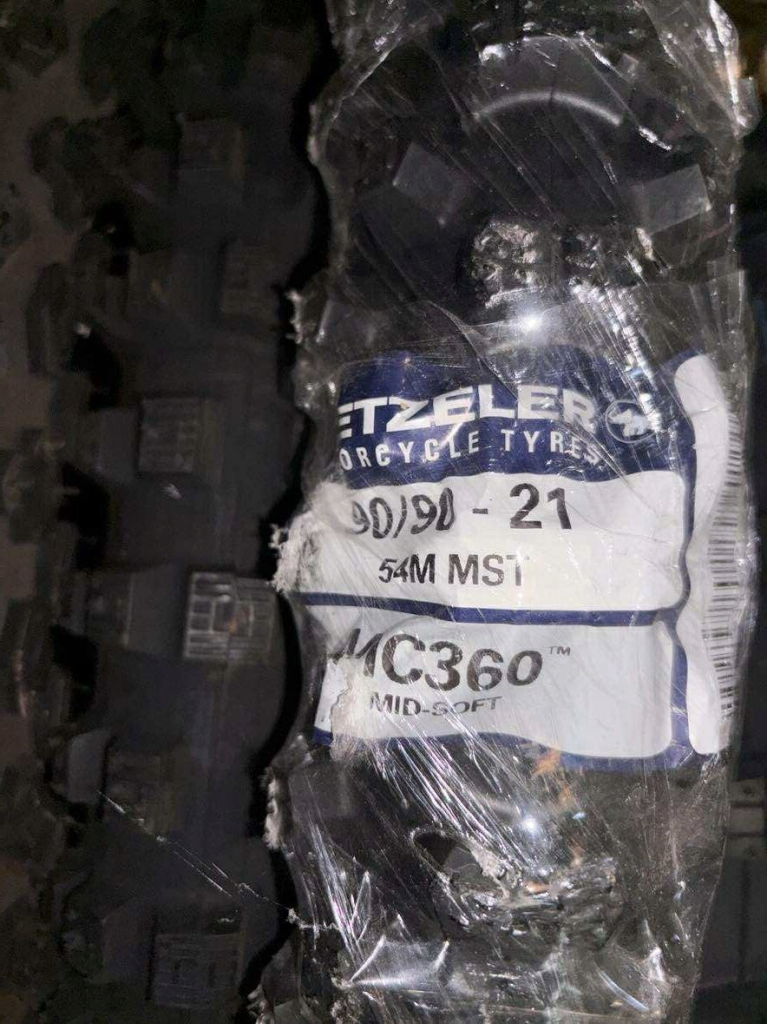 ETZELER
ORCYCLE TYRES
90/90 - 21
54M MST
MC360™
MID-SOFT